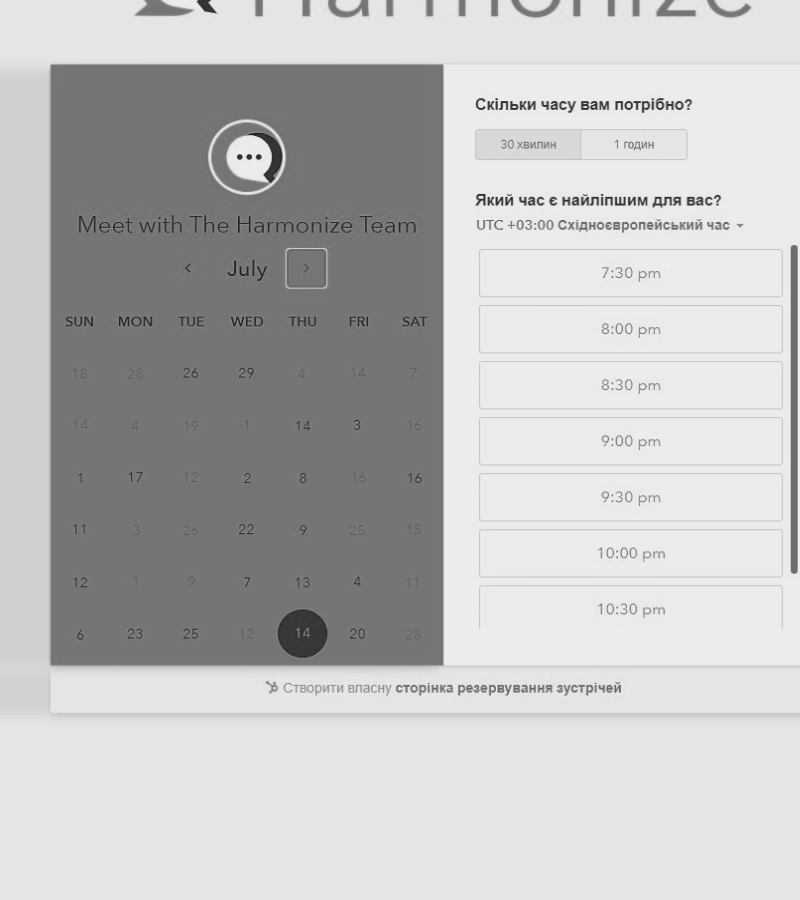 Harmonize
Meet with The Harmonize Team
July
SUN MON TUE WED THU FRI SAT
18 28 26 29 4 14 7
14 4 19 1 14 3 16
1 17 12 2 8 16 16
11 3 26 22 9 25 15
12 1 9 7 13 4 11
6 23 25 12 14 20 28
Скільки часу вам потрібно?
30 хвилин 1 годин
Який час є найліпшим для вас?
UTC +03:00 Східноєвропейський час
7:30 pm
8:00 pm
8:30 pm
9:00 pm
9:30 pm
10:00 pm
10:30 pm
Створити власну сторінка резервування зустрічей